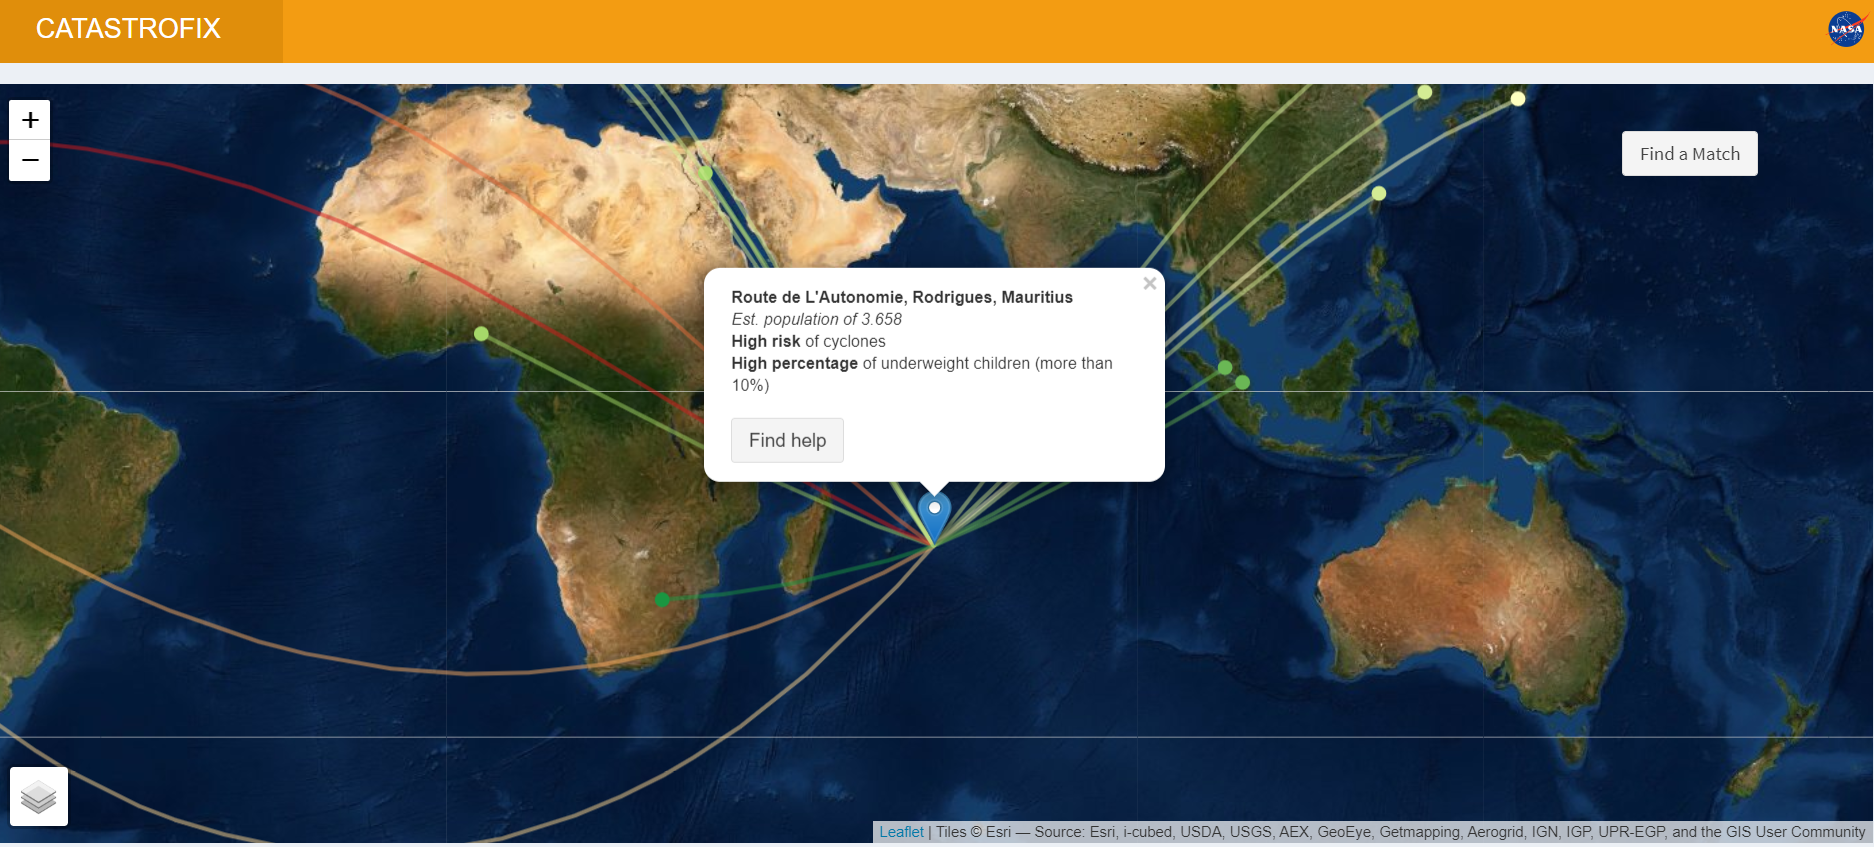 CATASTROFIX
NASA
+
−
Find a Match
×
Route de L'Autonomie, Rodrigues, Mauritius
Est. population of 3.658
High risk of cyclones
High percentage of underweight children (more than
10%)
Find help
Leaflet | Tiles © Esri — Source: Esri, i-cubed, USDA, USGS, AEX, GeoEye, Getmapping, Aerogrid, IGN, IGP, UPR-EGP, and the GIS User Community